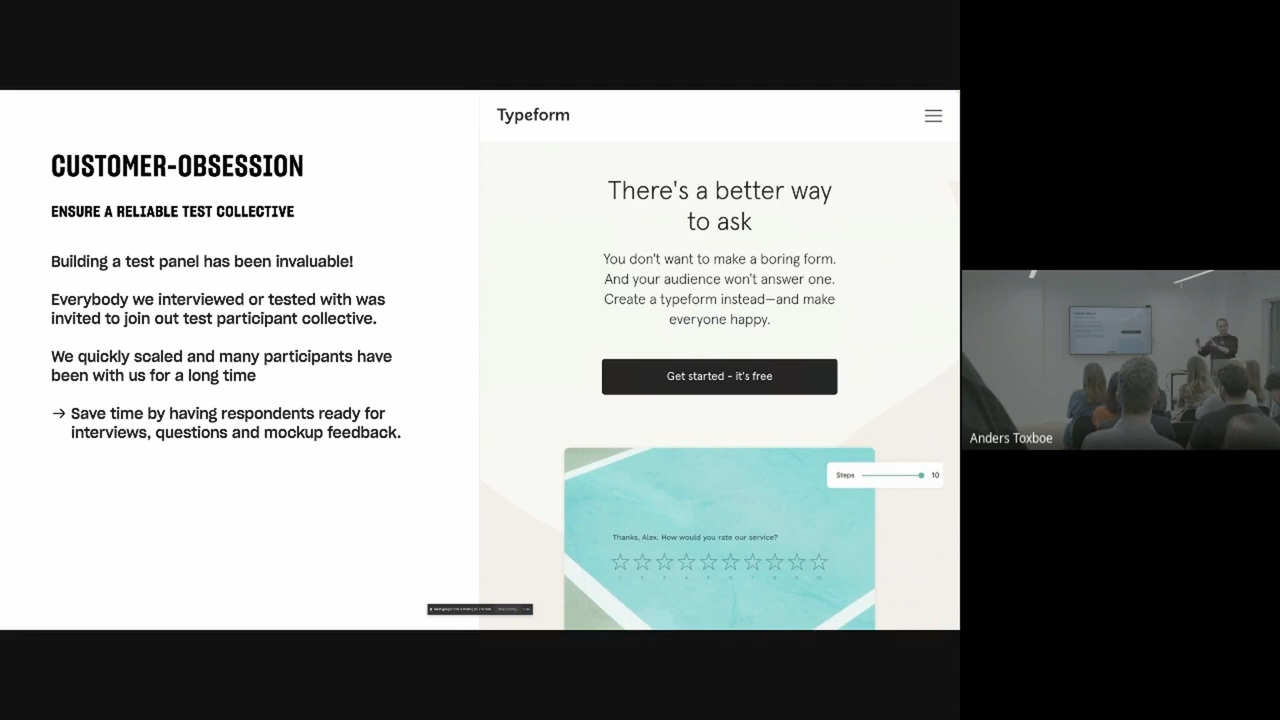 CUSTOMER-OBSESSION
ENSURE A RELIABLE TEST COLLECTIVE
Building a test panel has been invaluable!
Everybody we interviewed or tested with was
invited to join out test participant collective.
We quickly scaled and many participants have
been with us for a long time
→ Save time by having respondents ready for
interviews, questions and mockup feedback.
Typeform
There's a better way
to ask
You don't want to make a boring form.
And your audience won't answer one.
Create a typeform instead—and make
everyone happy.
Get started - it's free
Steps 10
Thanks, Alex. How would you rate our service?
Anders Toxboe